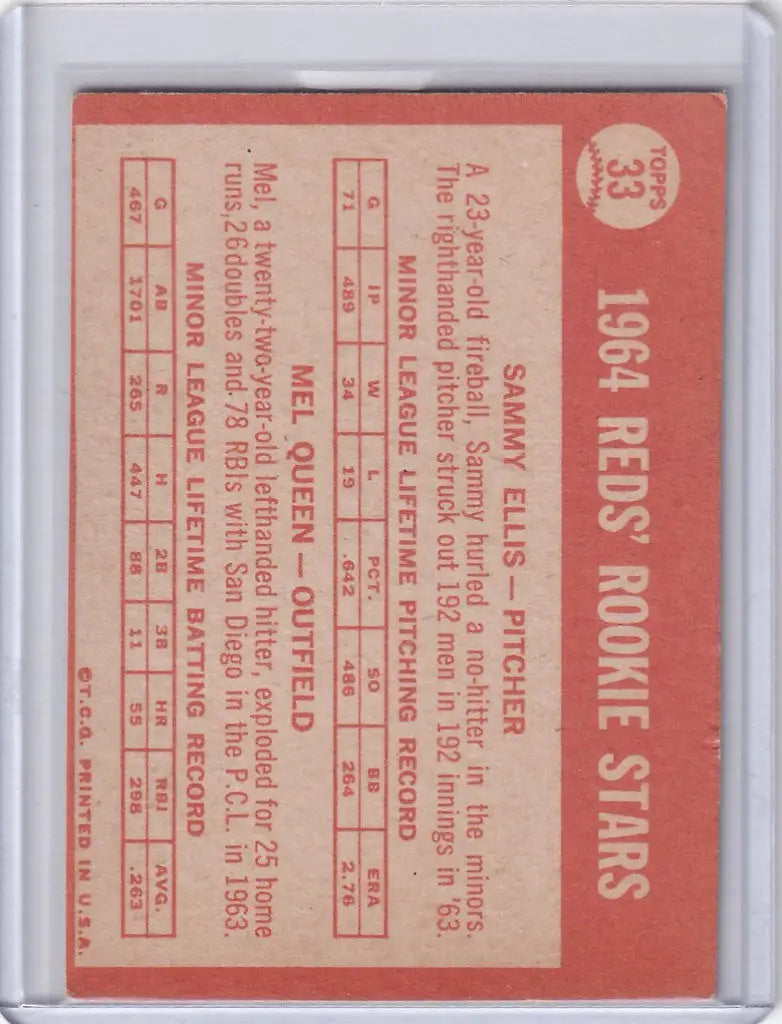 TOPPS
33
1964 REDS' ROOKIE STARS
SAMMY ELLIS — PITCHER
A 23-year-old fireball, Sammy hurled a no-hitter in the minors.
The righthanded pitcher struck out 192 men in 192 innings in '63.
MINOR LEAGUE LIFETIME PITCHING RECORD
G IP W L PCT. SO BB ERA
71 489 34 19 .642 486 264 2.76
MEL QUEEN — OUTFIELD
Mel, a twenty-two-year-old lefthanded hitter, exploded for 25 home
runs, 26 doubles and 78 RBIs with San Diego in the P.C.L. in 1963.
MINOR LEAGUE LIFETIME BATTING RECORD
G AB R H 2B 3B HR RBI AVG.
467 1701 265 447 88 11 55 298 .263
©T.C.G. PRINTED IN U.S.A.